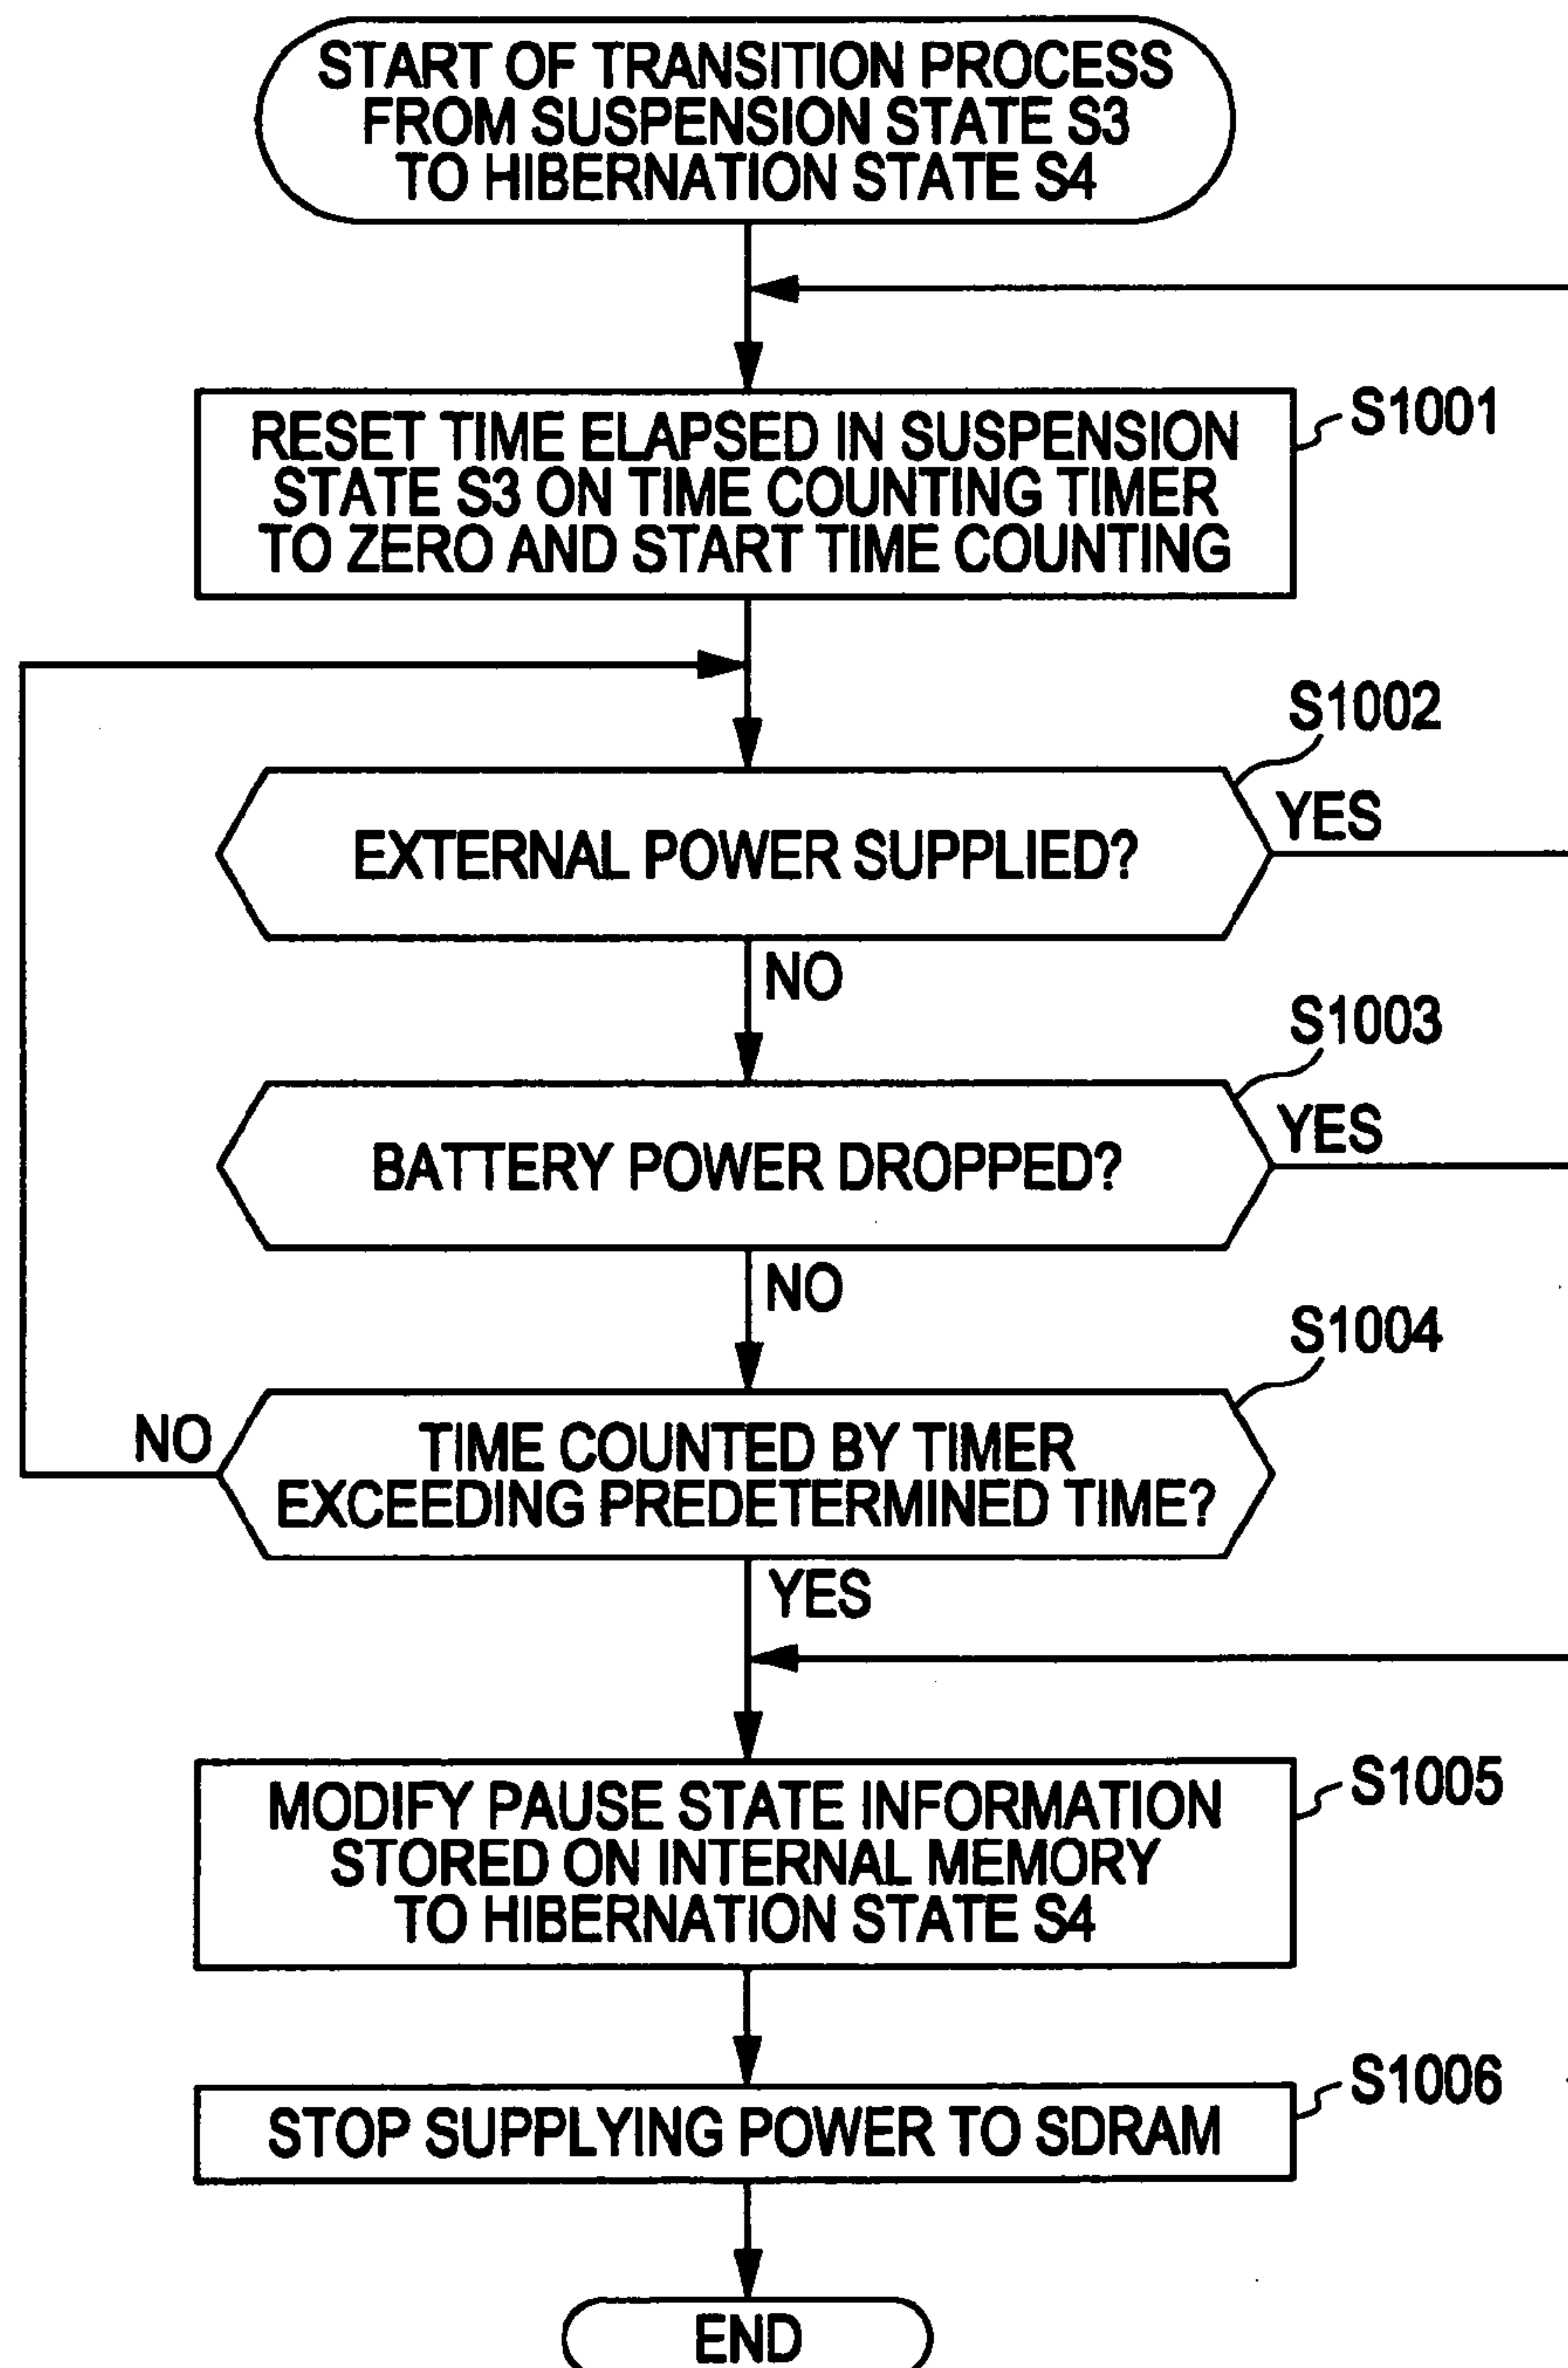 START OF TRANSITION PROCESS
FROM SUSPENSION STATE S3
TO HIBERNATION STATE S4
RESET TIME ELAPSED IN SUSPENSION
STATE S3 ON TIME COUNTING TIMER
TO ZERO AND START TIME COUNTING
S1001
S1002
EXTERNAL POWER SUPPLIED?
YES
NO
S1003
BATTERY POWER DROPPED?
YES
NO
S1004
TIME COUNTED BY TIMER
EXCEEDING PREDETERMINED TIME?
NO
YES
MODIFY PAUSE STATE INFORMATION
STORED ON INTERNAL MEMORY
TO HIBERNATION STATE S4
S1005
STOP SUPPLYING POWER TO SDRAM
S1006
END